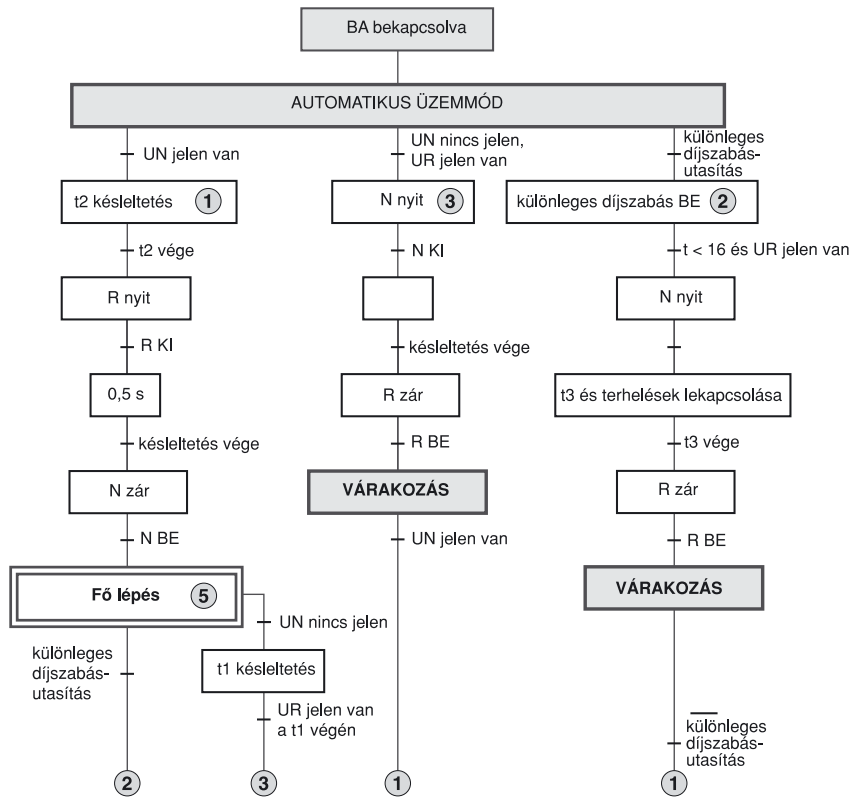 BA bekapcsolva
AUTOMATIKUS ÜZEMMÓD
UN jelen van
t2 késleltetés 1
t2 vége
R nyit
R KI
0,5 s
késleltetés vége
N zár
N BE
Fő lépés 5
különleges
díjszabás-
utasítás
2
UN nincs jelen
t1 késleltetés
UR jelen van
a t1 végén
3
UN nincs jelen,
UR jelen van
N nyit 3
N KI
késleltetés vége
R zár
R BE
VÁRAKOZÁS
UN jelen van
1
különleges
díjszabás-
utasítás
különleges díjszabás BE 2
t < 16 és UR jelen van
N nyit
t3 és terhelések lekapcsolása
t3 vége
R zár
R BE
VÁRAKOZÁS
különleges
díjszabás-
utasítás
1